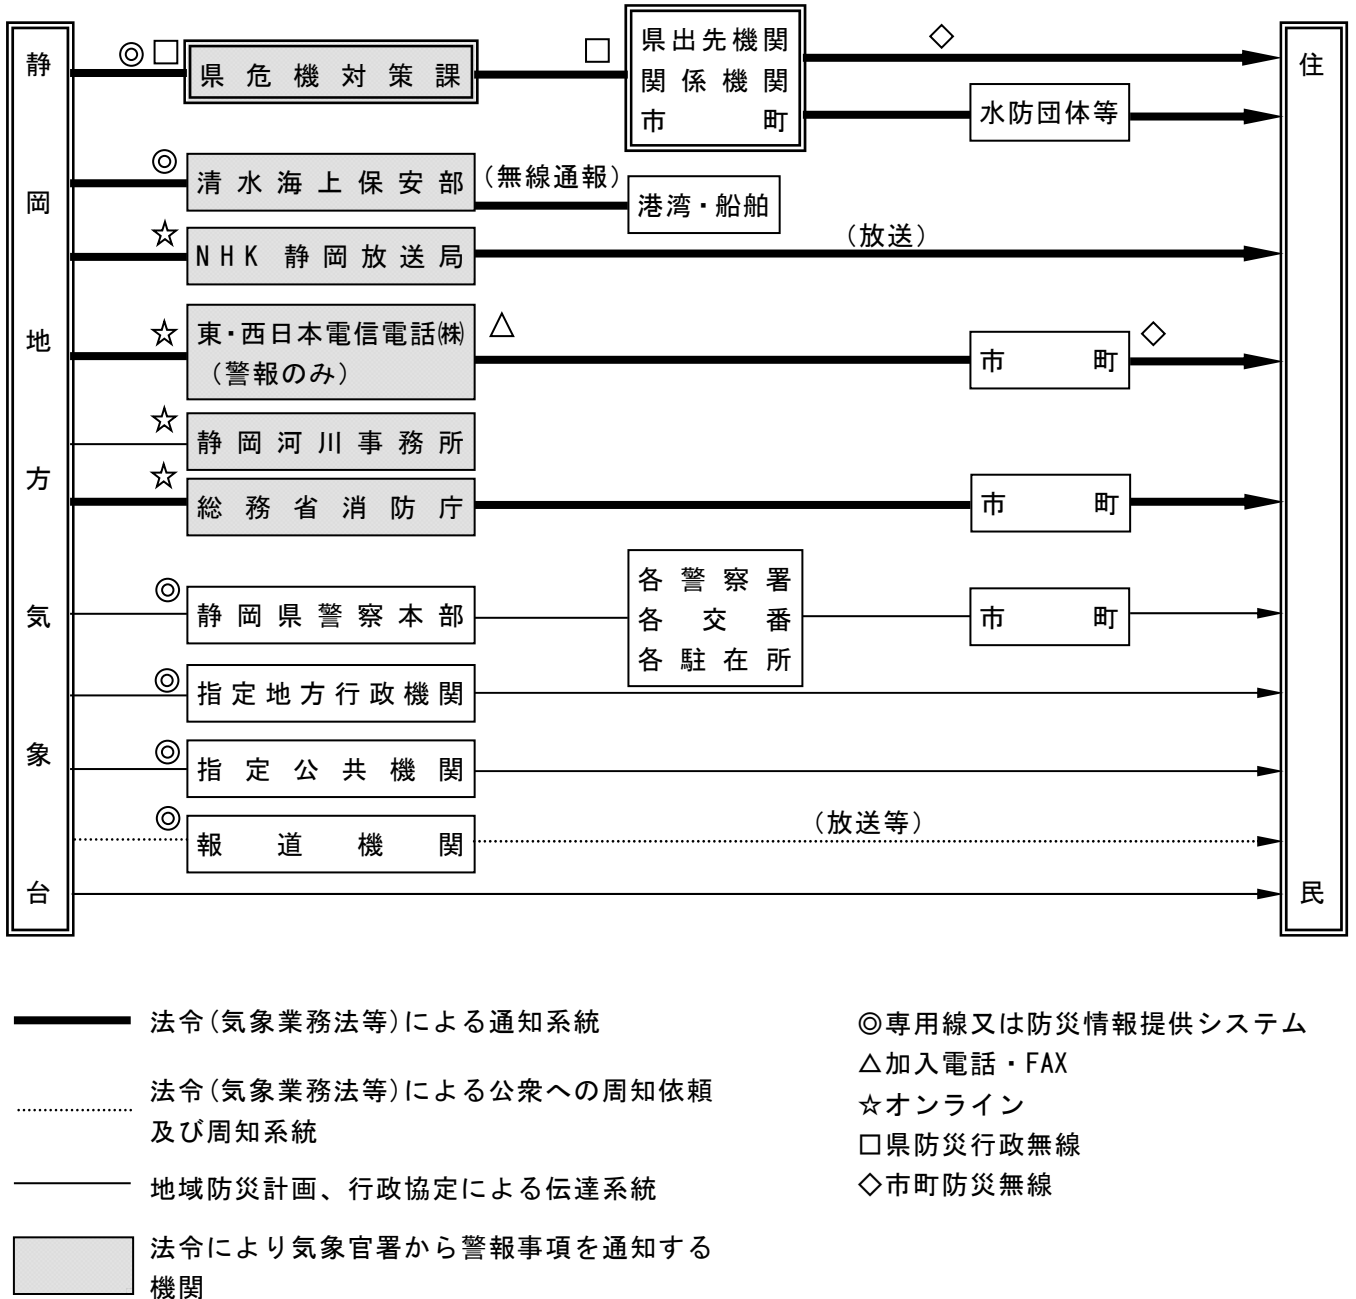 静岡地方気象台
◎□
県危機対策課
□
県出先機関
関係機関
市町
◇
水防団体等
住民
◎
清水海上保安部
(無線通報)
港湾・船舶
☆
NHK 静岡放送局
(放送)
☆
東・西日本電信電話㈱
(警報のみ)
△
市町
◇
☆
静岡河川事務所
☆
総務省消防庁
市町
◎
静岡県警察本部
各警察署
各交番
各駐在所
市町
◎
指定地方行政機関
◎
指定公共機関
◎
報道機関
(放送等)
法令(気象業務法等)による通知系統
法令(気象業務法等)による公衆への周知依頼
及び周知系統
地域防災計画、行政協定による伝達系統
法令により気象官署から警報事項を通知する
機関
◎専用線又は防災情報提供システム
△加入電話・FAX
☆オンライン
□県防災行政無線
◇市町防災無線